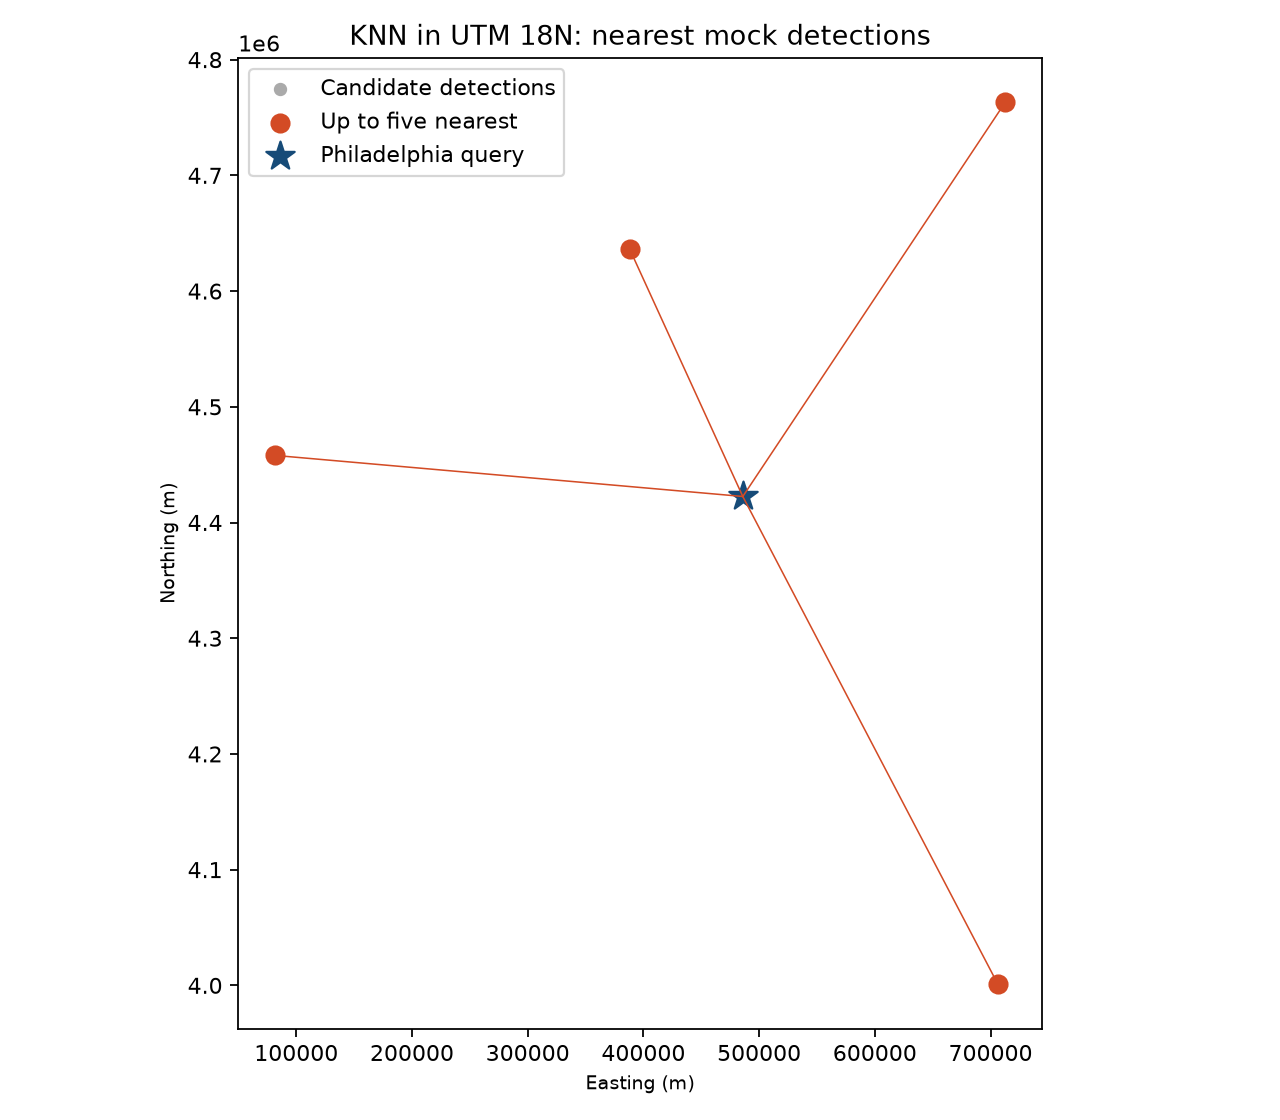 KNN in UTM 18N: nearest mock detections
1e6
Candidate detections
Up to five nearest
Philadelphia query
4.8
4.7
4.6
4.5
4.4
4.3
4.2
4.1
4.0
Northing (m)
100000 200000 300000 400000 500000 600000 700000
Easting (m)